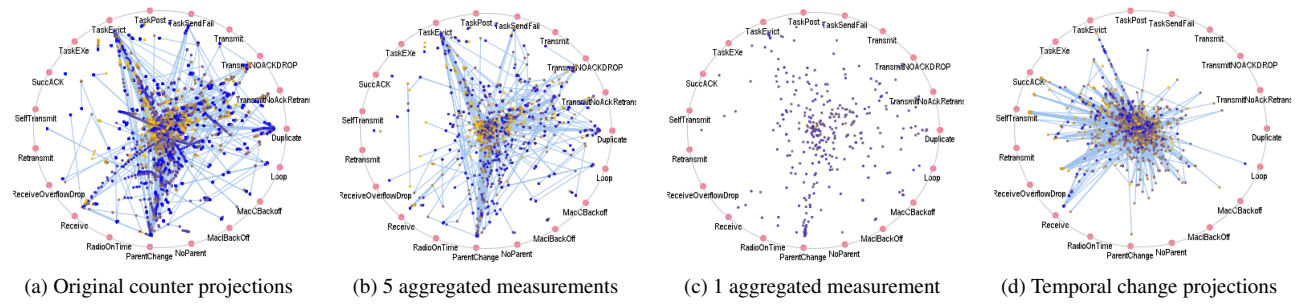 TaskPost
TaskSendFail
TaskEvict
Transmit
TaskEXe
TransmitNOACKDROP
SuccACK
TransmitNoAckRetrans
SelfTransmit
Duplicate
Retransmit
Loop
ReceiveOverflowDrop
MacCBackoff
Receive
MacIBackOff
RadioOnTime
NoParent
ParentChange
(a) Original counter projections
TaskPost
TaskSendFail
TaskEvict
Transmit
TaskEXe
TransmitNOACKDROP
SuccACK
TransmitNoAckRetrans
SelfTransmit
Duplicate
Retransmit
Loop
ReceiveOverflowDrop
MacCBackoff
Receive
MacIBackOff
RadioOnTime
NoParent
ParentChange
(b) 5 aggregated measurements
TaskPost
TaskSendFail
TaskEvict
Transmit
TaskEXe
TransmitNOACKDROP
SuccACK
TransmitNoAckRetrans
SelfTransmit
Duplicate
Retransmit
Loop
ReceiveOverflowDrop
MacCBackoff
Receive
MacIBackOff
RadioOnTime
NoParent
ParentChange
(c) 1 aggregated measurement
TaskPost
TaskSendFail
TaskEvict
Transmit
TaskEXe
TransmitNOACKDROP
SuccACK
TransmitNoAckRetrans
SelfTransmit
Duplicate
Retransmit
Loop
ReceiveOverflowDrop
MacCBackoff
Receive
MacIBackOff
RadioOnTime
NoParent
ParentChange
(d) Temporal change projections